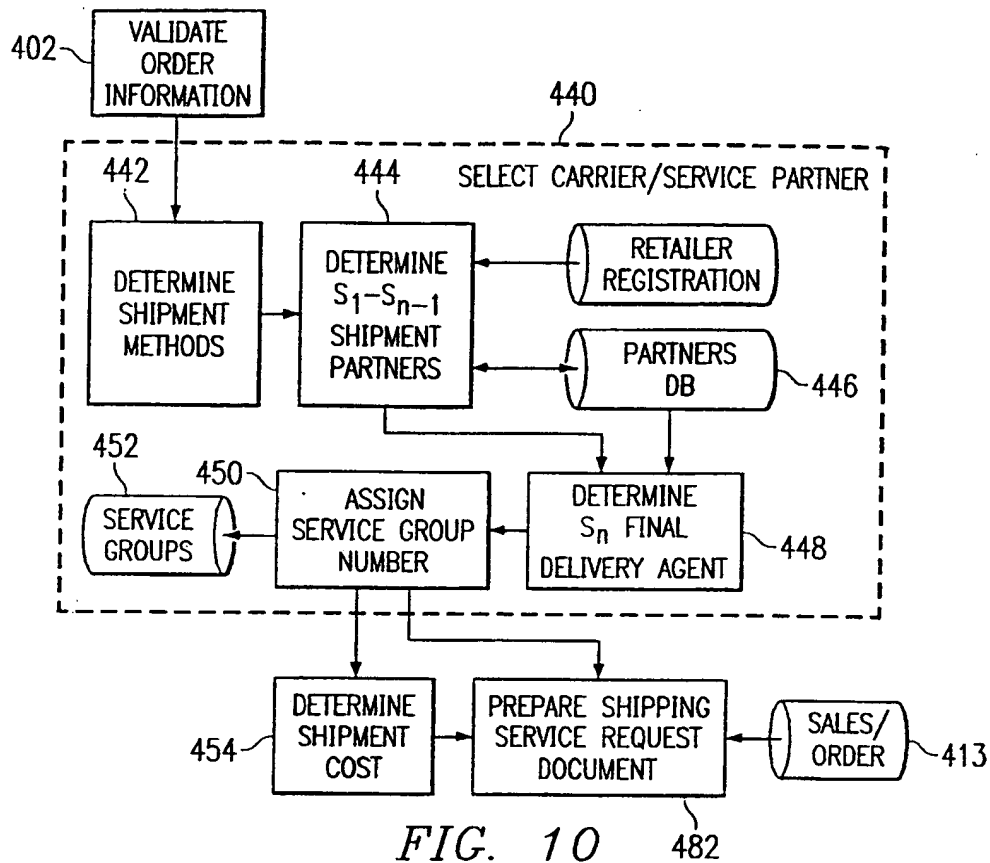 402
VALIDATE
ORDER
INFORMATION
440
SELECT CARRIER/SERVICE PARTNER
442
DETERMINE
SHIPMENT
METHODS
444
DETERMINE
S1-Sn-1
SHIPMENT
PARTNERS
RETAILER
REGISTRATION
PARTNERS
DB
446
452
SERVICE
GROUPS
450
ASSIGN
SERVICE GROUP
NUMBER
DETERMINE
Sn FINAL
DELIVERY AGENT
448
454
DETERMINE
SHIPMENT
COST
PREPARE SHIPPING
SERVICE REQUEST
DOCUMENT
482
SALES/
ORDER
413
FIG. 10